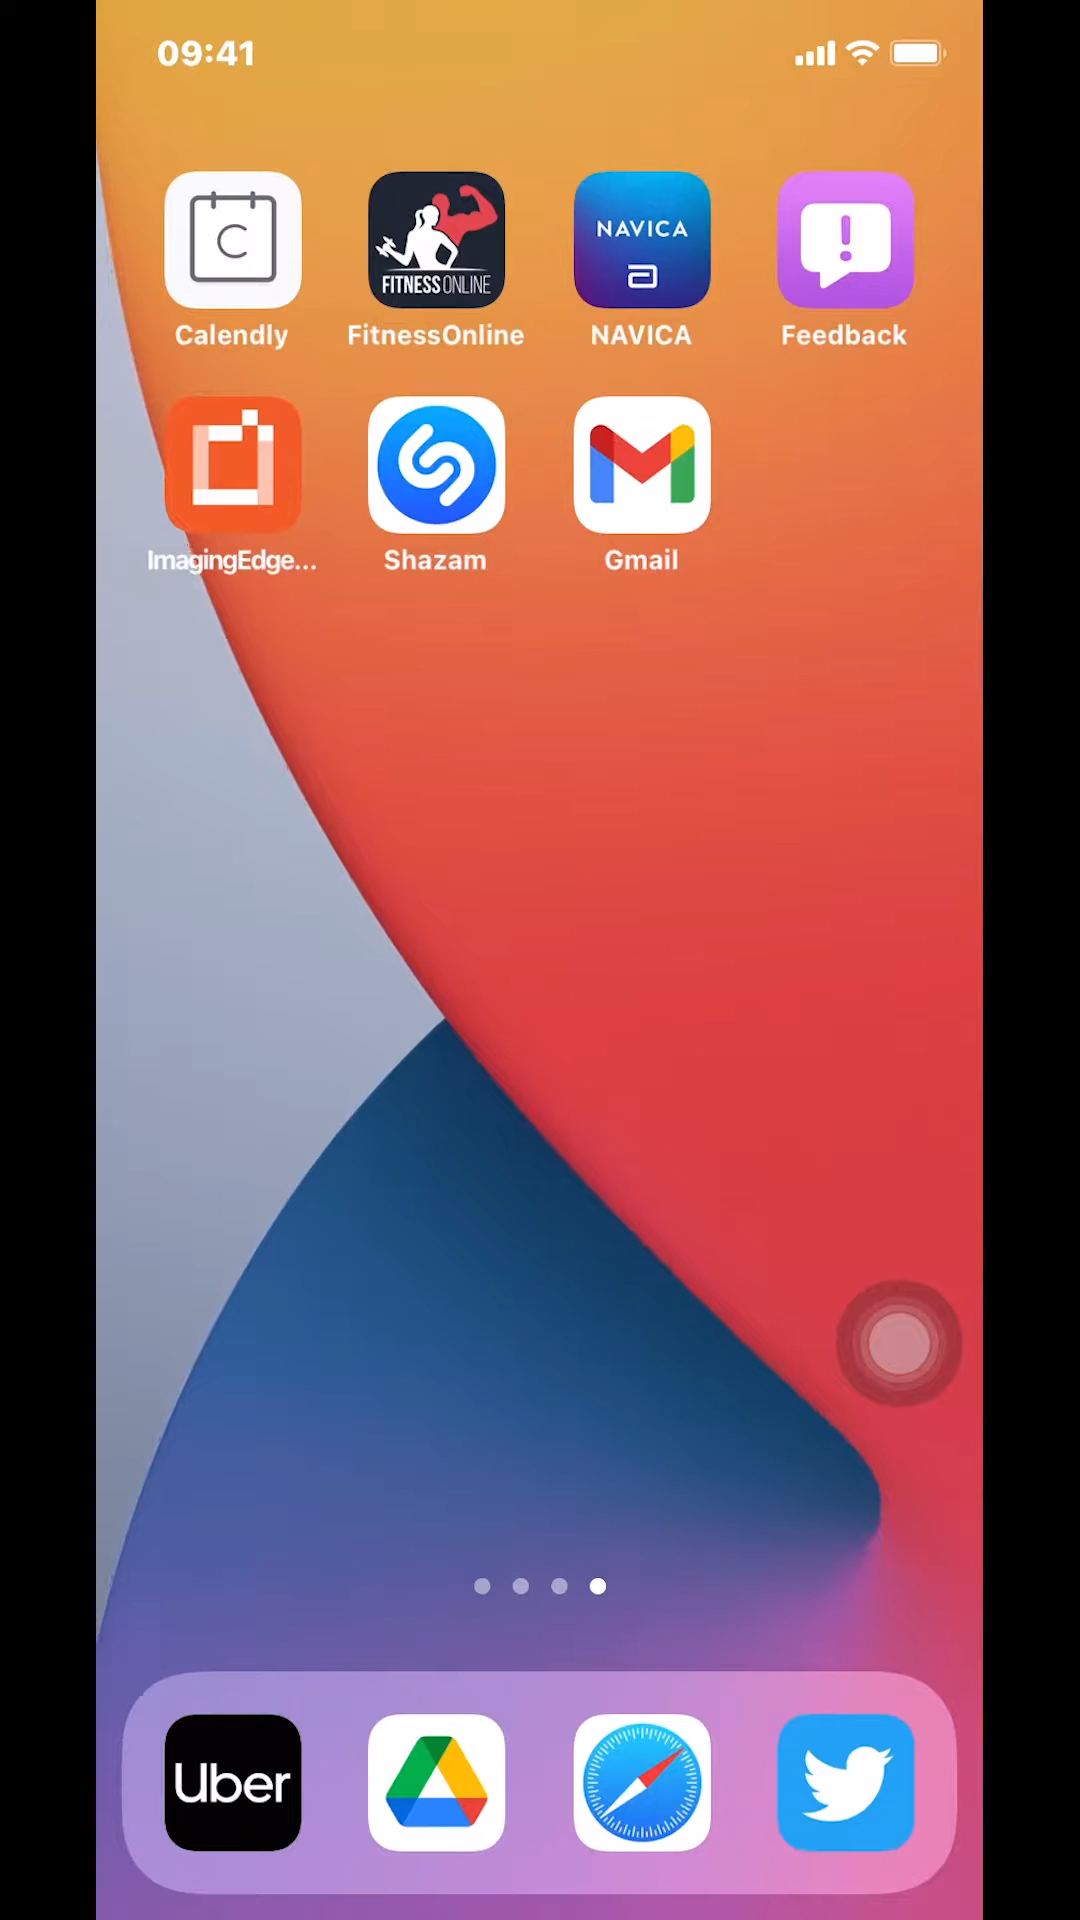 09:41
C
FITNESS ONLINE
NAVICA
Calendly
FitnessOnline
NAVICA
Feedback
ImagingEdge...
Shazam
Gmail
Uber